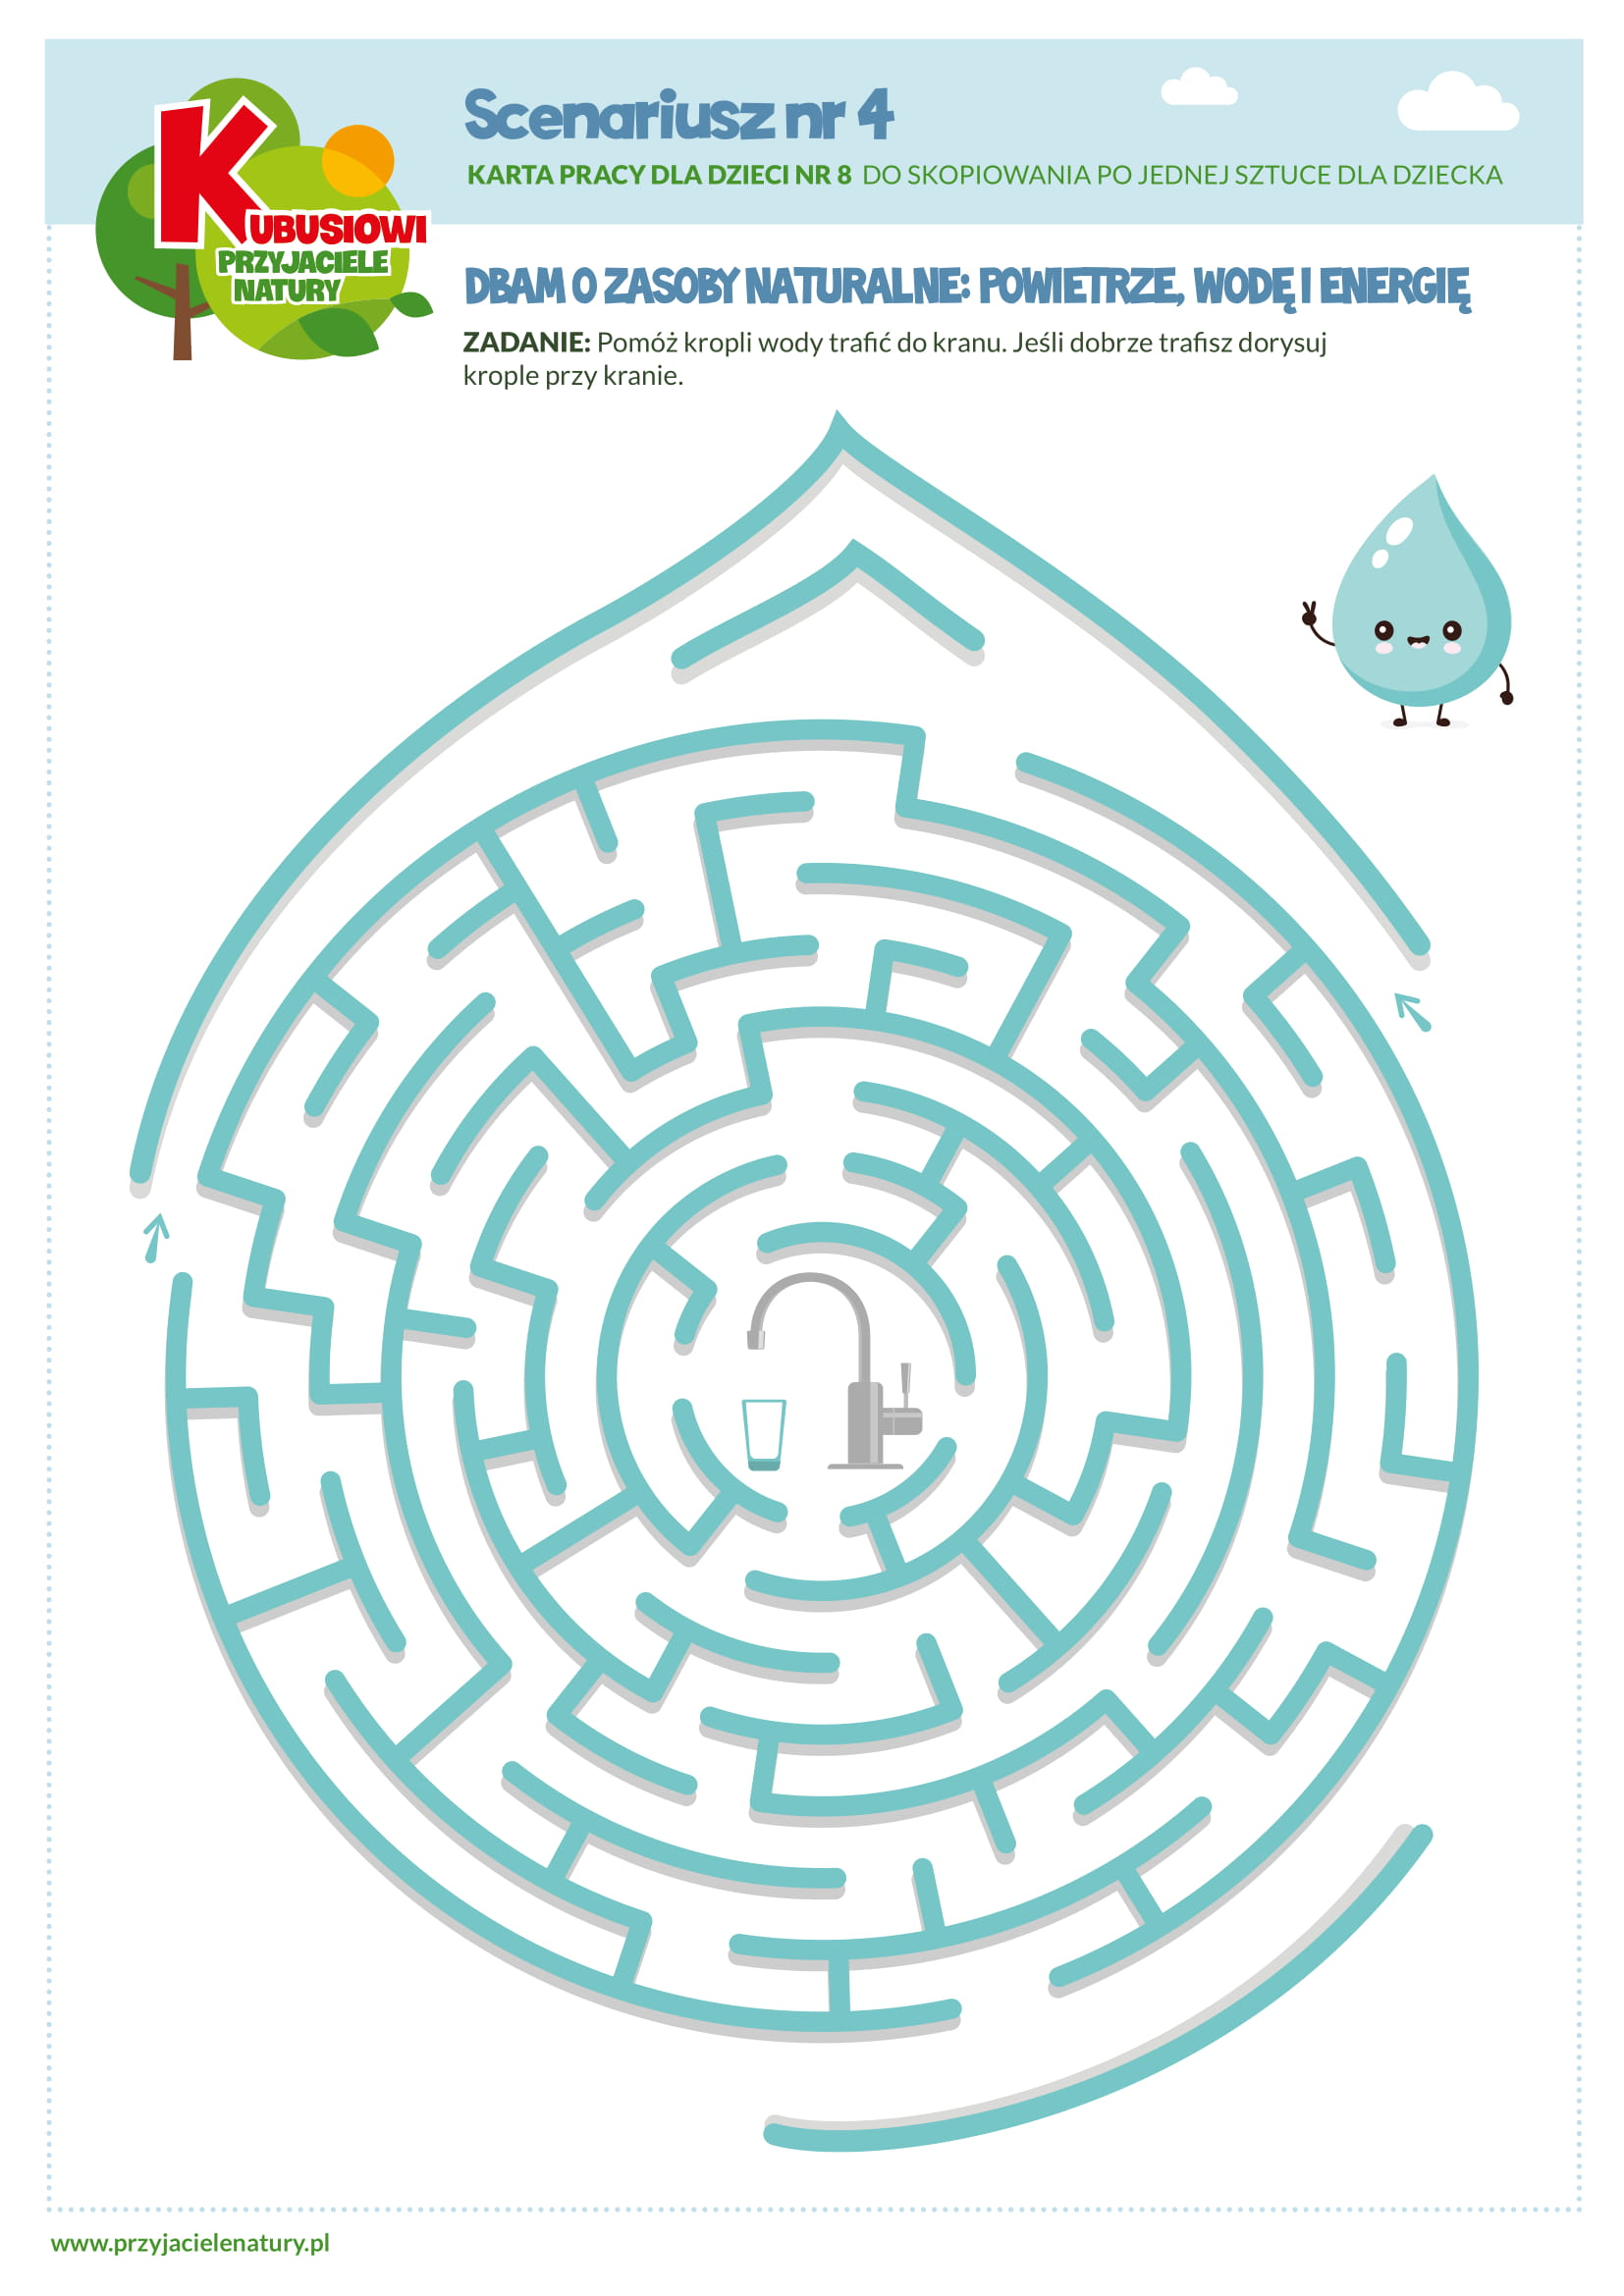 Scenariusz nr 4
KARTA PRACY DLA DZIECI NR 8 DO SKOPIOWANIA PO JEDNEJ SZTUCE DLA DZIECKA
KUBUSIOWI
PRZYJACIELE
NATURY
DBAM O ZASOBY NATURALNE: POWIETRZE, WODĘ I ENERGIĘ
ZADANIE: Pomóż kropli wody trafić do kranu. Jeśli dobrze trafisz dorysuj
krople przy kranie.
www.przyjacielenatury.pl